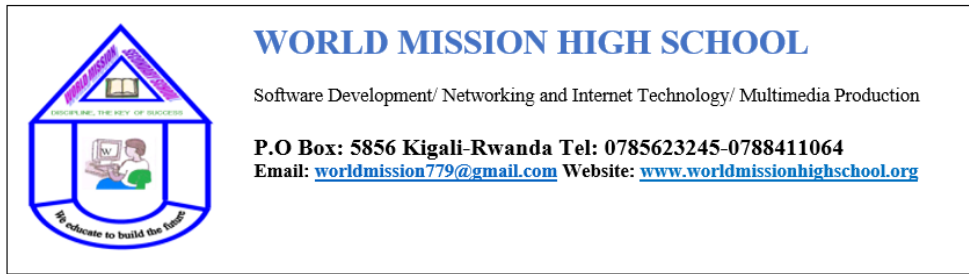 WORLD MISSION
SECONDARY SCHOOL
DISCIPLINE, THE KEY OF SUCCESS
W
We educate to build the future
WORLD MISSION HIGH SCHOOL
Software Development/ Networking and Internet Technology/ Multimedia Production
P.O Box: 5856 Kigali-Rwanda Tel: 0785623245-0788411064
Email: worldmission779@gmail.com Website: www.worldmissionhighschool.org